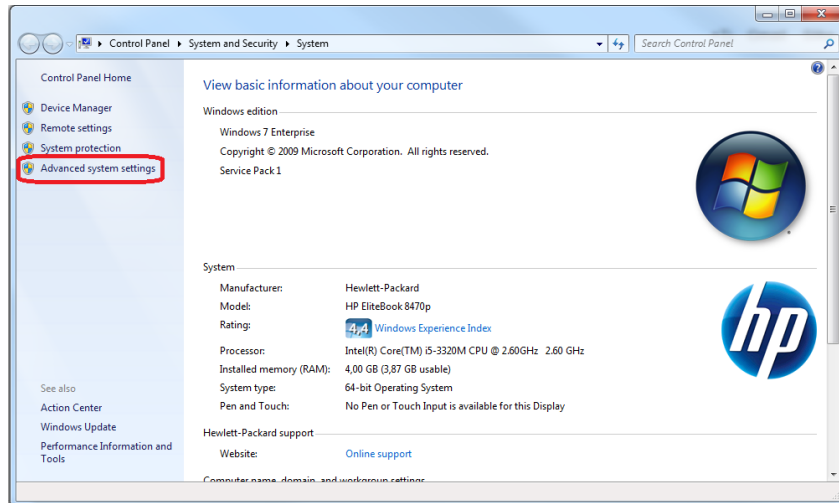 Control Panel ▸ System and Security ▸ System
Search Control Panel
Control Panel Home
Device Manager
Remote settings
System protection
Advanced system settings
View basic information about your computer
Windows edition
Windows 7 Enterprise
Copyright © 2009 Microsoft Corporation. All rights reserved.
Service Pack 1
System
Manufacturer: Hewlett-Packard
Model: HP EliteBook 8470p
Rating: 4,4 Windows Experience Index
Processor: Intel(R) Core(TM) i5-3320M CPU @ 2.60GHz 2.60 GHz
Installed memory (RAM): 4,00 GB (3,87 GB usable)
System type: 64-bit Operating System
Pen and Touch: No Pen or Touch Input is available for this Display
hp
Hewlett-Packard support
Website: Online support
Computer name, domain, and workgroup settings
See also
Action Center
Windows Update
Performance Information and
Tools